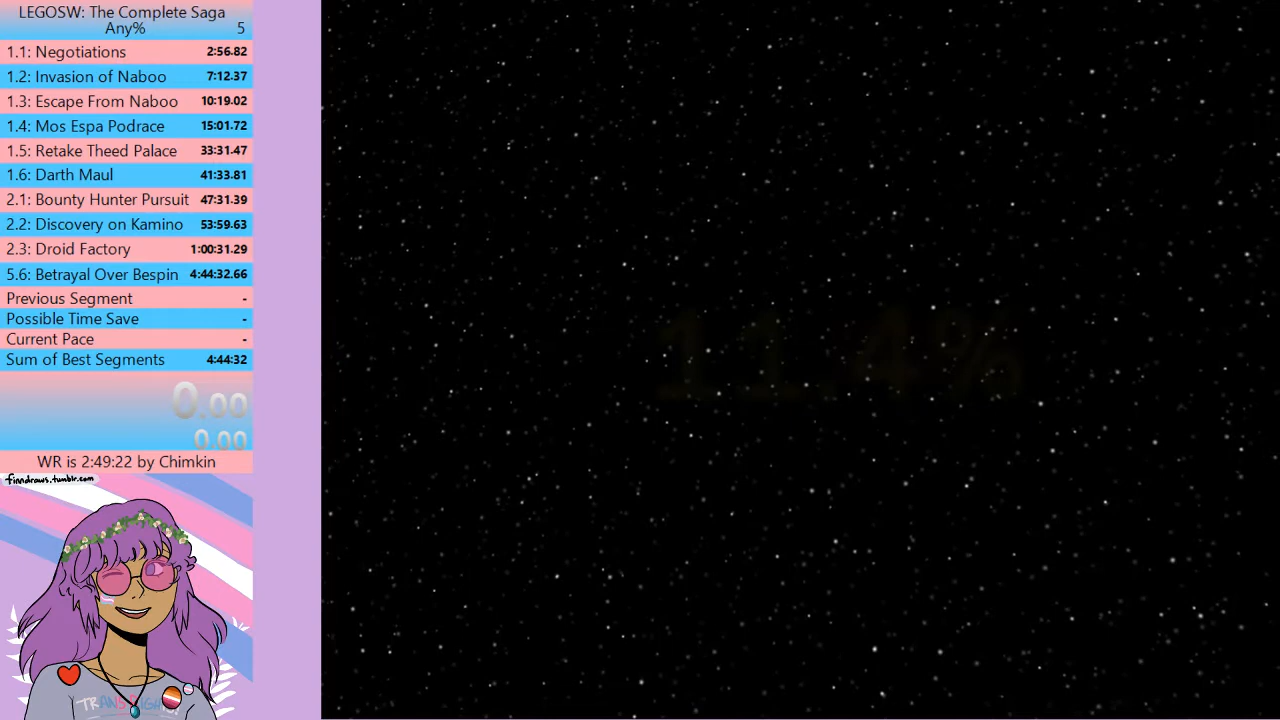 LEGOSW: The Complete Saga
Any% 5
1.1: Negotiations 2:56.82
1.2: Invasion of Naboo 7:12.37
1.3: Escape From Naboo 10:19.02
1.4: Mos Espa Podrace 15:01.72
1.5: Retake Theed Palace 33:31.47
1.6: Darth Maul 41:33.81
2.1: Bounty Hunter Pursuit 47:31.39
2.2: Discovery on Kamino 53:59.63
2.3: Droid Factory 1:00:31.29
5.6: Betrayal Over Bespin 4:44:32.66
Previous Segment -
Possible Time Save -
Current Pace -
Sum of Best Segments 4:44:32
0.00
0.00
WR is 2:49:22 by Chimkin
finndraws.tumblr.com
TRANS RIGHTS
11.4%